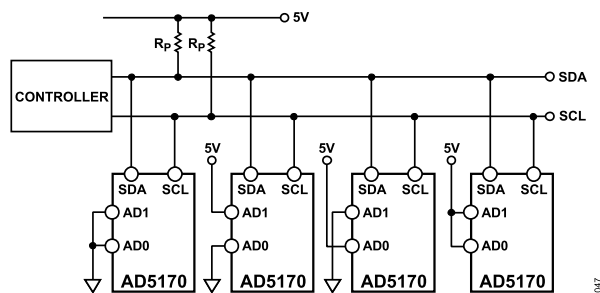 5V
RP RP
SDA
CONTROLLER
SCL
5V 5V 5V
SDA SCL SDA SCL SDA SCL SDA SCL
AD1 AD1 AD1 AD1
AD0 AD0 AD0 AD0
AD5170 AD5170 AD5170 AD5170
047